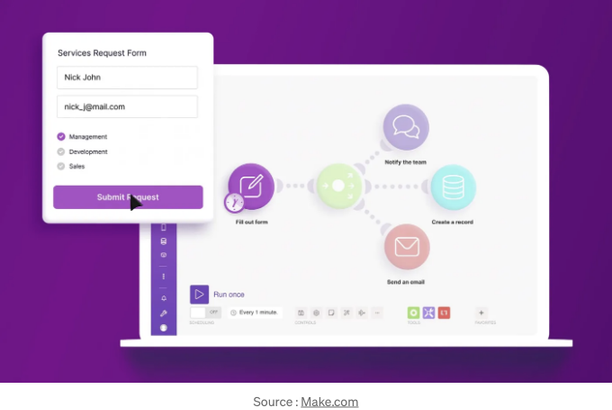 Services Request Form
Nick John
nick_j@mail.com
Management
Development
Sales
Submit Request
Notify the team
Fill out form
Create a record
Send an email
Run once
OFF
Every 1 minute
SCHEDULING
CONTROLS
TOOLS
FAVORITES
Source : Make.com